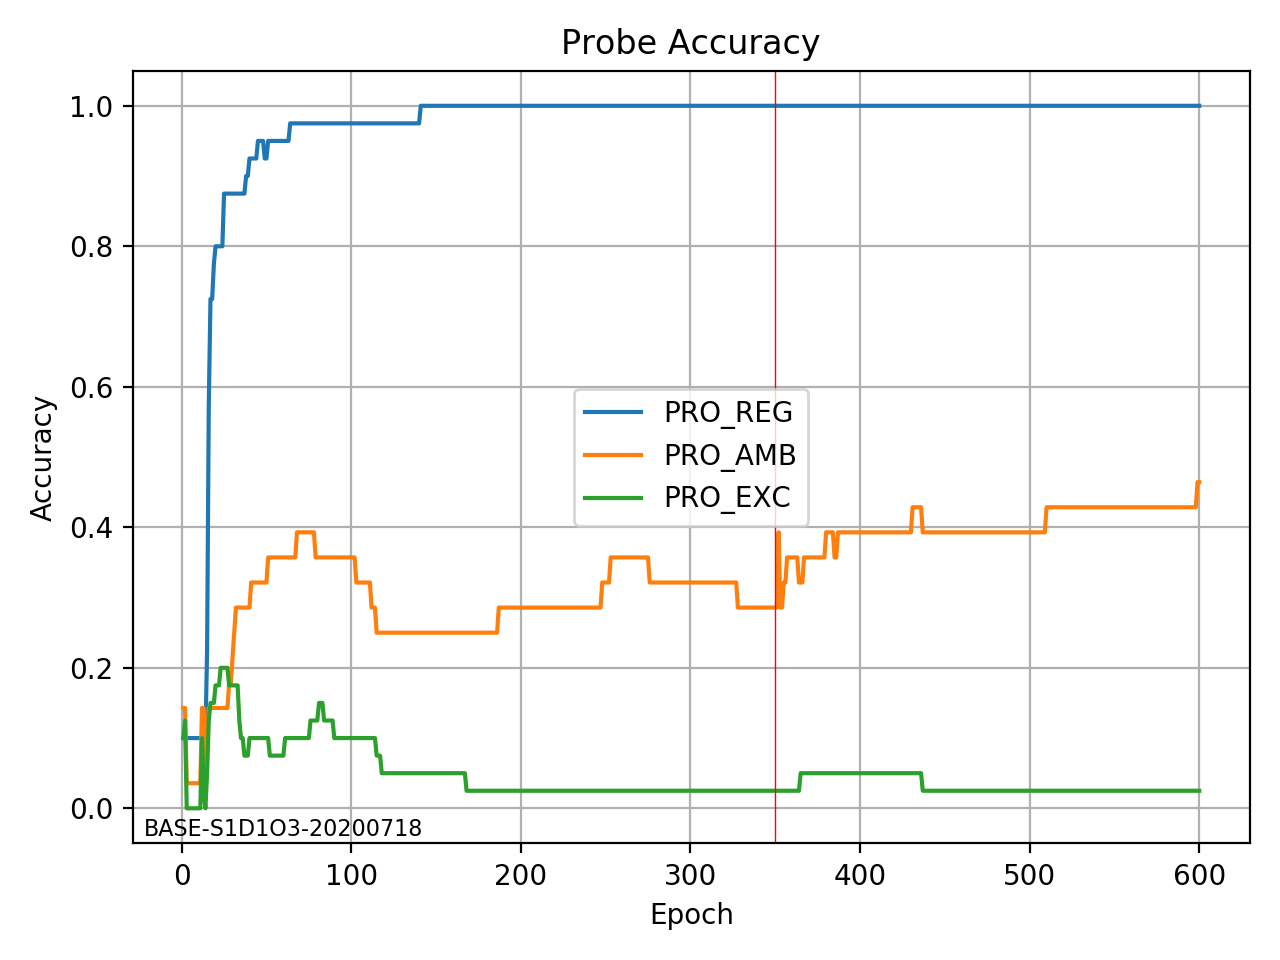 Probe Accuracy
1.0
0.8
0.6
0.4
0.2
0.0
Accuracy
PRO_REG
PRO_AMB
PRO_EXC
BASE-S1D1O3-20200718
0 100 200 300 400 500 600
Epoch